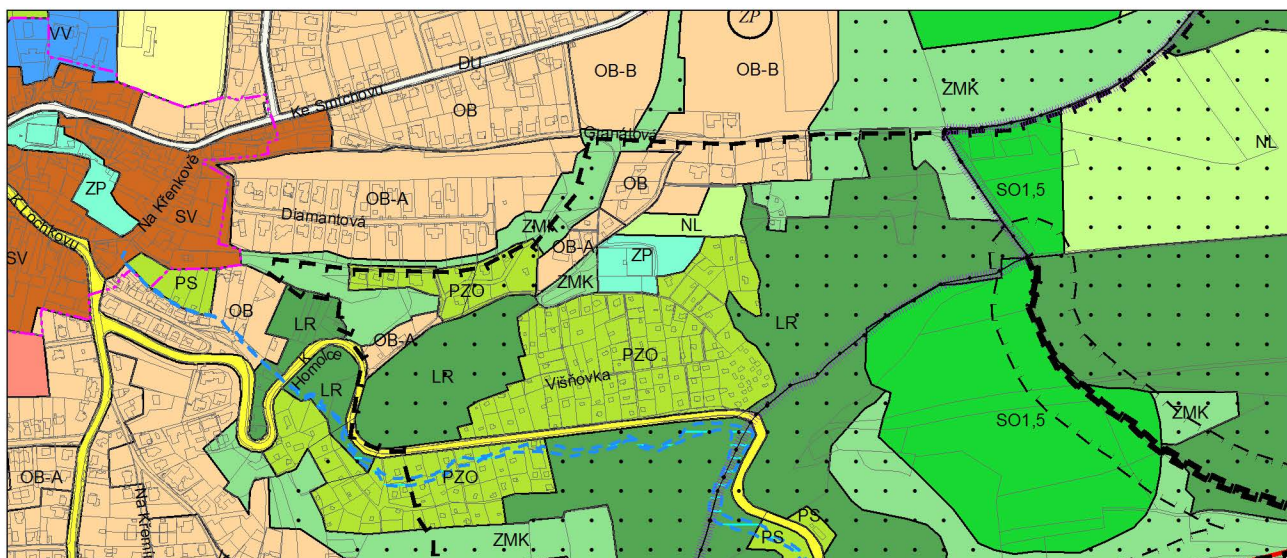 VV
ZP
DU
OB-B
OB-B
ZMK
Ke Smíchovu
OB
Granátová
NL
Na Křenkově
ZP
SV
OB-A
Diamantová
OB
SO1,5
K Lochkovu
ZMK
NL
OB-A
ZP
SV
PS
PZO
ZMK
OB
LR
OB-A
LR
K
Homolce
LR
LR
PZO
Višňovka
SO1,5
ZMK
OB-A
PZO
PS
PS
ZMK